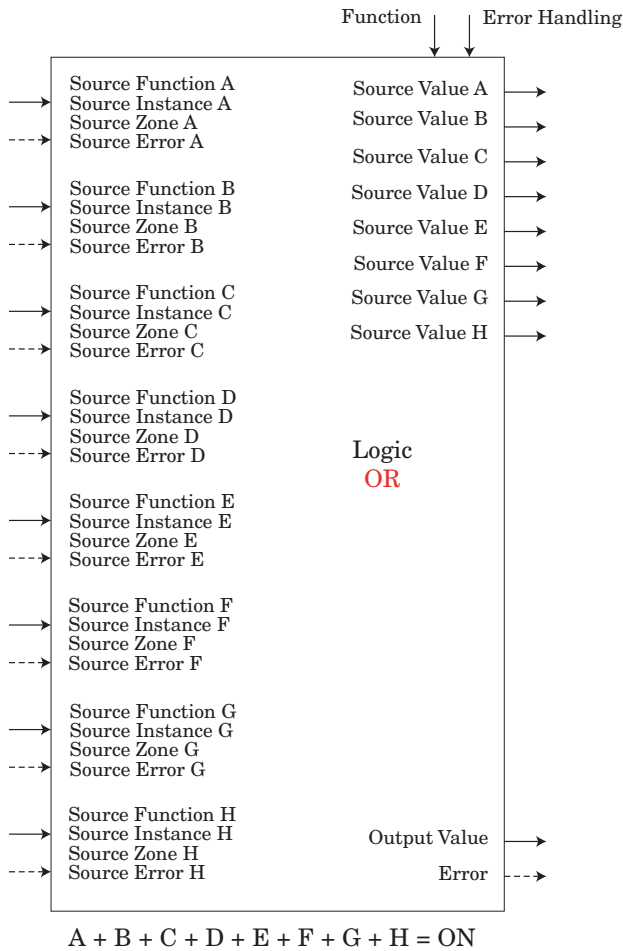 Function
Error Handling
Source Function A
Source Instance A
Source Zone A
Source Error A
Source Function B
Source Instance B
Source Zone B
Source Error B
Source Function C
Source Instance C
Source Zone C
Source Error C
Source Function D
Source Instance D
Source Zone D
Source Error D
Source Function E
Source Instance E
Source Zone E
Source Error E
Source Function F
Source Instance F
Source Zone F
Source Error F
Source Function G
Source Instance G
Source Zone G
Source Error G
Source Function H
Source Instance H
Source Zone H
Source Error H
Source Value A
Source Value B
Source Value C
Source Value D
Source Value E
Source Value F
Source Value G
Source Value H
Logic
OR
Output Value
Error
A + B + C + D + E + F + G + H = ON